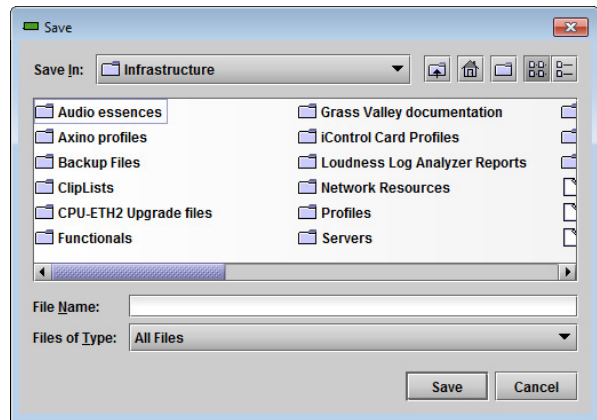 Save
Save In: Infrastructure
Audio essences
Axino profiles
Backup Files
ClipLists
CPU-ETH2 Upgrade files
Functionals
Grass Valley documentation
iControl Card Profiles
Loudness Log Analyzer Reports
Network Resources
Profiles
Servers
File Name:
Files of Type: All Files
Save Cancel